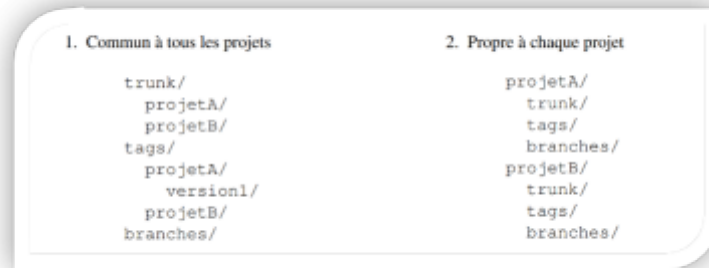 1. Commun à tous les projets
trunk/
projetA/
projetB/
tags/
projetA/
version1/
projetB/
branches/
2. Propre à chaque projet
projetA/
trunk/
tags/
branches/
projetB/
trunk/
tags/
branches/